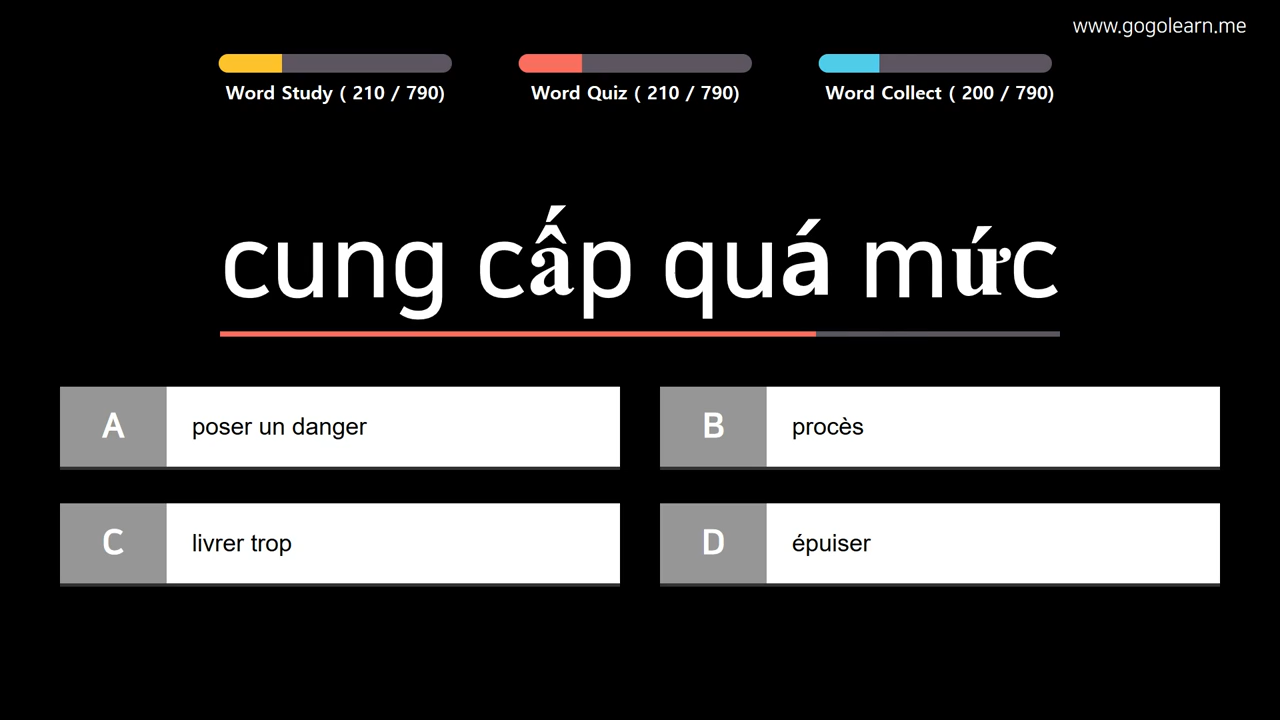 www.gogolearn.me
Word Study ( 210 / 790)
Word Quiz ( 210 / 790)
Word Collect ( 200 / 790)
cung cấp quá mức
A poser un danger
B procès
C livrer trop
D épuiser